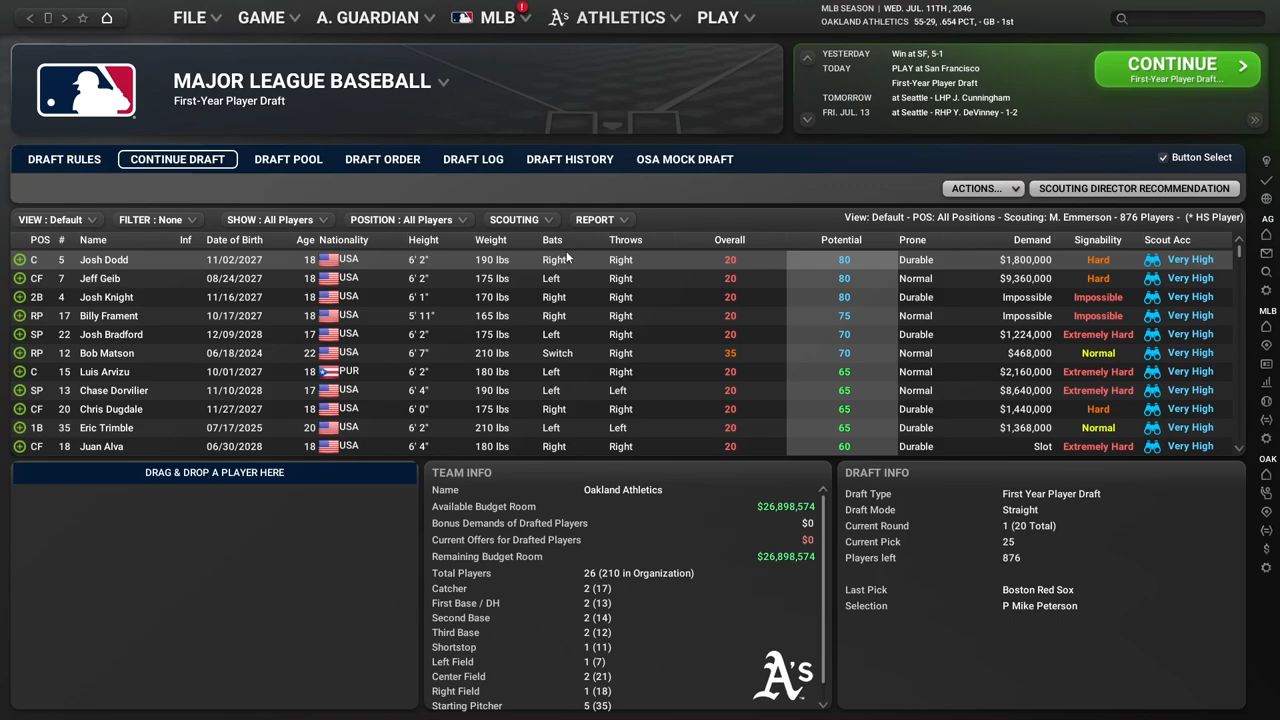 FILE GAME A. GUARDIAN MLB ! A's ATHLETICS PLAY
MLB SEASON | WED. JUL. 11TH , 2046
OAKLAND ATHLETICS 55-29, .654 PCT, - GB - 1st
MAJOR LEAGUE BASEBALL
First-Year Player Draft
YESTERDAY Win at SF, 5-1
TODAY PLAY at San Francisco
First-Year Player Draft
TOMORROW at Seattle - LHP J. Cunningham
FRI. JUL. 13 at Seattle - RHP Y. DeVinney - 1-2
CONTINUE
First-Year Player Draft...
DRAFT RULES CONTINUE DRAFT DRAFT POOL DRAFT ORDER DRAFT LOG DRAFT HISTORY OSA MOCK DRAFT Button Select
ACTIONS... SCOUTING DIRECTOR RECOMMENDATION
VIEW : Default FILTER : None SHOW : All Players POSITION : All Players SCOUTING REPORT View: Default - POS: All Positions - Scouting: M. Emmerson - 876 Players - (* HS Player)
POS # Name Inf Date of Birth Age Nationality Height Weight Bats Throws Overall Potential Prone Demand Signability Scout Acc
C 5 Josh Dodd 11/02/2027 18 USA 6' 2" 190 lbs Right Right 20 80 Durable $1,800,000 Hard Very High
CF 7 Jeff Geib 08/24/2027 18 USA 6' 2" 175 lbs Left Right 20 80 Normal $9,360,000 Hard Very High
2B 4 Josh Knight 11/16/2027 18 USA 6' 1" 170 lbs Right Right 20 80 Durable Impossible Impossible Very High
RP 17 Billy Frament 10/17/2027 18 USA 5' 11" 165 lbs Right Right 20 75 Normal Impossible Impossible Very High
SP 22 Josh Bradford 12/09/2028 17 USA 6' 2" 175 lbs Left Right 20 70 Durable $1,224,000 Extremely Hard Very High
RP 12 Bob Matson 06/18/2024 22 USA 6' 7" 210 lbs Switch Right 35 70 Normal $468,000 Normal Very High
C 15 Luis Arvizu 10/01/2027 18 PUR 6' 2" 180 lbs Left Right 20 65 Normal $2,160,000 Extremely Hard Very High
SP 13 Chase Dorvilier 11/10/2028 17 USA 6' 4" 190 lbs Left Left 20 65 Normal $8,640,000 Extremely Hard Very High
CF 20 Chris Dugdale 11/27/2027 18 USA 6' 0" 175 lbs Right Right 20 65 Durable $1,440,000 Hard Very High
1B 35 Eric Trimble 07/17/2025 20 USA 6' 2" 210 lbs Left Left 20 65 Durable $1,368,000 Normal Very High
CF 18 Juan Alva 06/30/2028 18 USA 6' 4" 180 lbs Right Right 20 60 Durable Slot Extremely Hard Very High
DRAG & DROP A PLAYER HERE
TEAM INFO
Name Oakland Athletics
Available Budget Room $26,898,574
Bonus Demands of Drafted Players $0
Current Offers for Drafted Players $0
Remaining Budget Room $26,898,574
Total Players 26 (210 in Organization)
Catcher 2 (17)
First Base / DH 2 (13)
Second Base 2 (14)
Third Base 2 (12)
Shortstop 1 (11)
Left Field 1 (7)
Center Field 2 (21)
Right Field 1 (18)
Starting Pitcher 5 (35)
A's
DRAFT INFO
Draft Type First Year Player Draft
Draft Mode Straight
Current Round 1 (20 Total)
Current Pick 25
Players left 876
Last Pick Boston Red Sox
Selection P Mike Peterson
AG
MLB
OAK